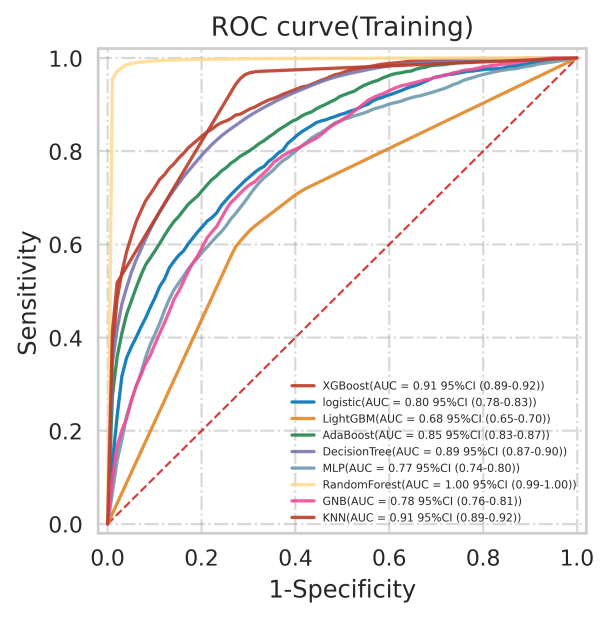 ROC curve(Training)
1.0
0.8
0.6
0.4
0.2
0.0
Sensitivity
XGBoost(AUC = 0.91 95%CI (0.89-0.92))
logistic(AUC = 0.80 95%CI (0.78-0.83))
LightGBM(AUC = 0.68 95%CI (0.65-0.70))
AdaBoost(AUC = 0.85 95%CI (0.83-0.87))
DecisionTree(AUC = 0.89 95%CI (0.87-0.90))
MLP(AUC = 0.77 95%CI (0.74-0.80))
RandomForest(AUC = 1.00 95%CI (0.99-1.00))
GNB(AUC = 0.78 95%CI (0.76-0.81))
KNN(AUC = 0.91 95%CI (0.89-0.92))
0.0 0.2 0.4 0.6 0.8 1.0
1-Specificity